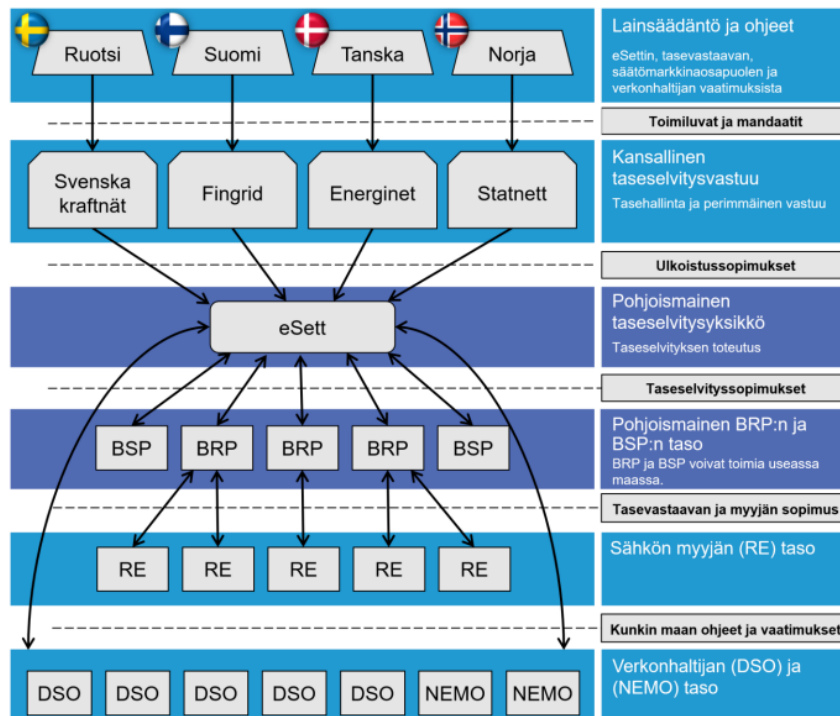 Ruotsi Suomi Tanska Norja
Lainsäädäntö ja ohjeet
eSettin, tasevastaavan,
säätömarkkinaosapuolen ja
verkonhaltijan vaatimuksista
Toimiluvat ja mandaatit
Svenska
kraftnät
Fingrid Energinet Statnett
Kansallinen
taseselvitysvastuu
Tasehallinta ja perimmäinen vastuu
Ulkoistussopimukset
eSett
Pohjoismainen
taseselvitysyksikkö
Taseselvityksen toteutus
Taseselvityssopimukset
BSP BRP BRP BRP BSP
Pohjoismainen BRP:n ja
BSP:n taso
BRP ja BSP voivat toimia useassa
maassa.
Tasevastaavan ja myyjän sopimus
RE RE RE RE RE
Sähkön myyjän (RE) taso
Kunkin maan ohjeet ja vaatimukset
DSO DSO DSO DSO DSO NEMO NEMO
Verkonhaltijan (DSO) ja
(NEMO) taso